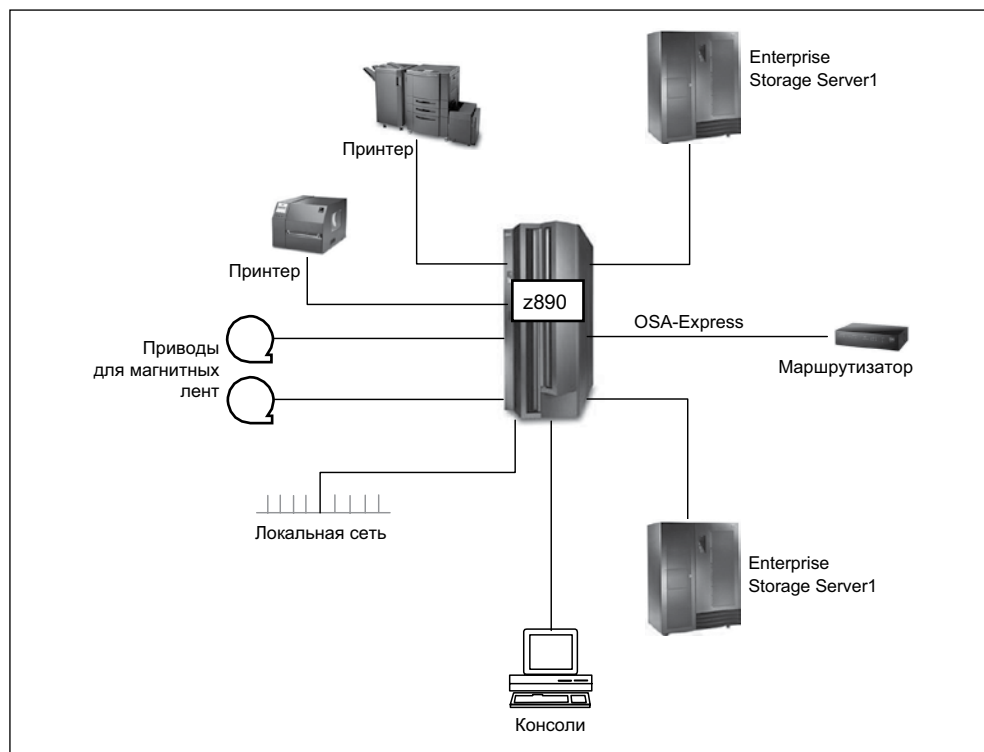 Enterprise
Storage Server1
Принтер
Принтер
z890
OSA-Express
Приводы
для магнитных
лент
Маршрутизатор
Локальная сеть
Enterprise
Storage Server1
Консоли